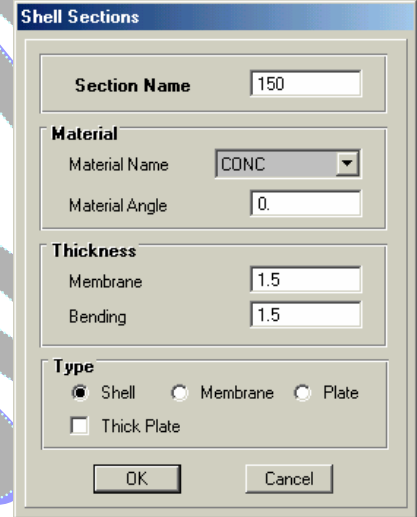 Shell Sections
Section Name 150
Material
Material Name CONC
Material Angle 0.
Thickness
Membrane 1.5
Bending 1.5
Type
Shell Membrane Plate
Thick Plate
OK Cancel